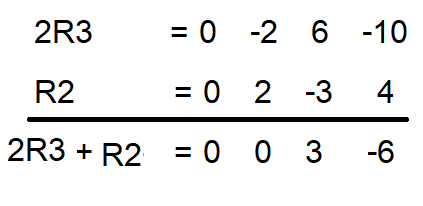 2R3 = 0 -2 6 -10
R2 = 0 2 -3 4
2R3 + R2 = 0 0 3 -6